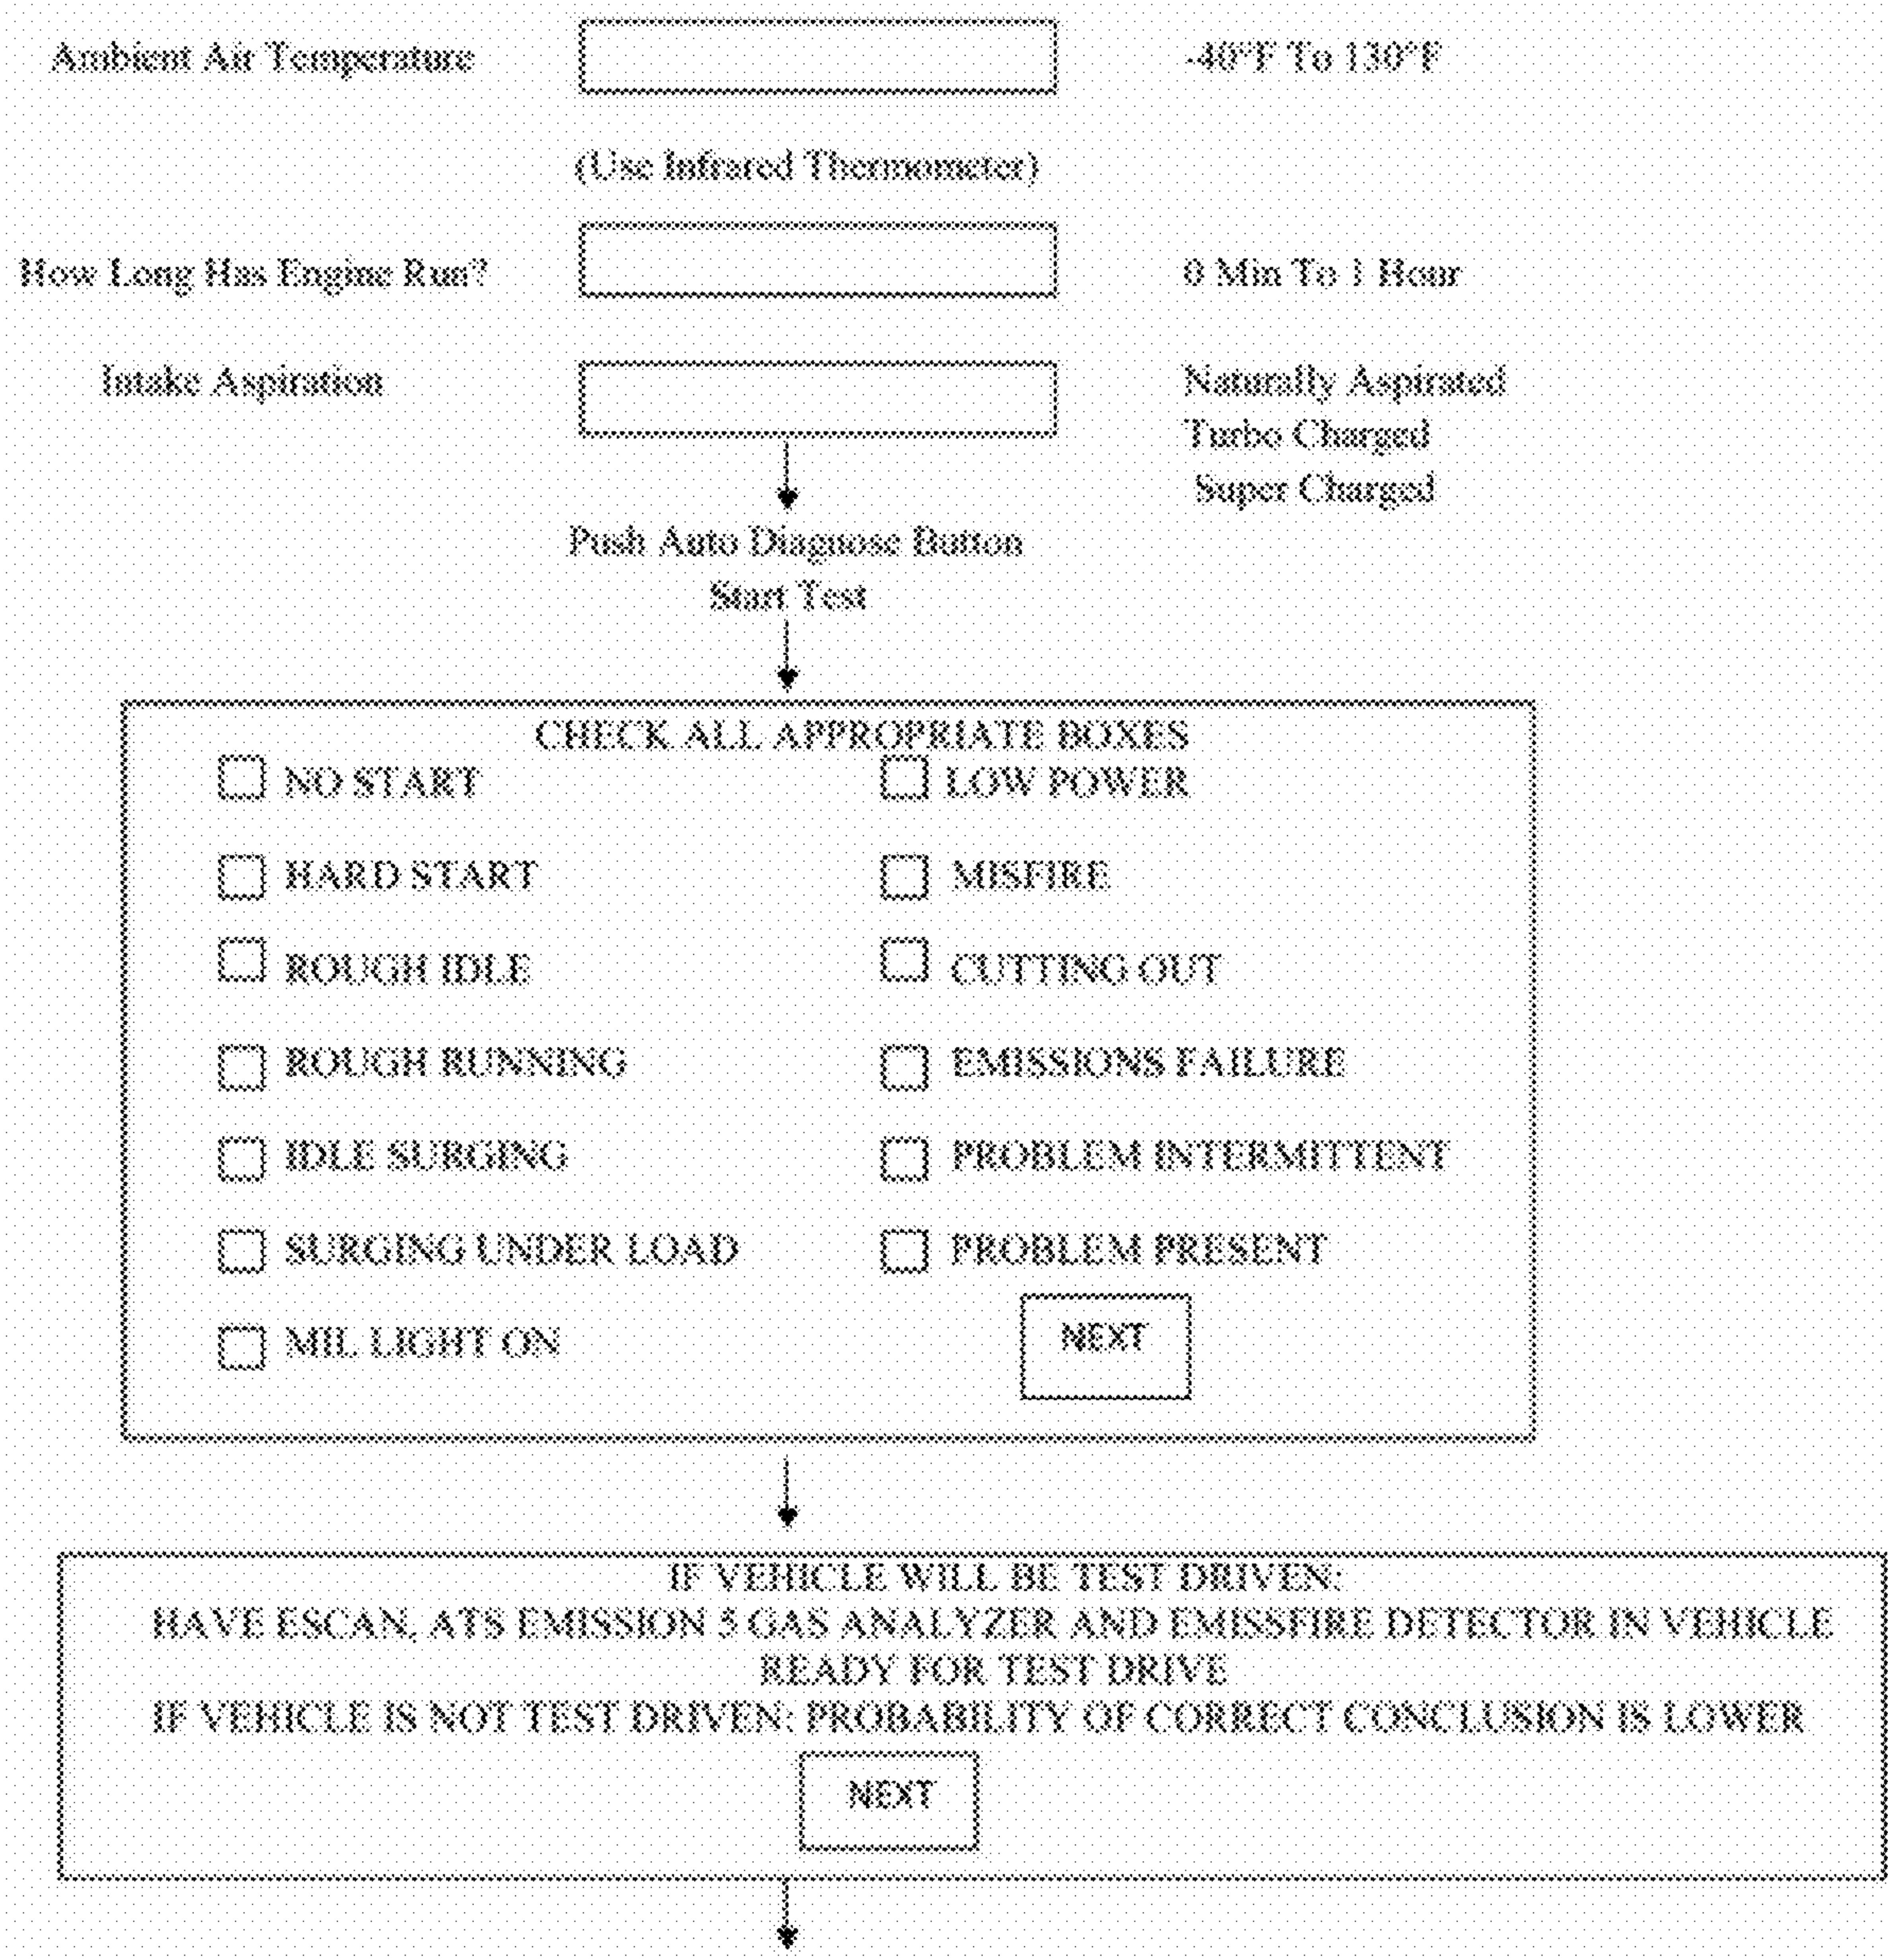 Ambient Air Temperature -40°F To 130°F
(Use Infrared Thermometer)
How Long Has Engine Run? 0 Min To 1 Hour
Intake Aspiration Naturally Aspirated
Turbo Charged
Super Charged
Push Auto Diagnose Button
Start Test
CHECK ALL APPROPRIATE BOXES
NO START LOW POWER
HARD START MISFIRE
ROUGH IDLE CUTTING OUT
ROUGH RUNNING EMISSIONS FAILURE
IDLE SURGING PROBLEM INTERMITTENT
SURGING UNDER LOAD PROBLEM PRESENT
MIL LIGHT ON NEXT
IF VEHICLE WILL BE TEST DRIVEN:
HAVE ESCAN, ATS EMISSION 5 GAS ANALYZER AND EMISSFIRE DETECTOR IN VEHICLE
READY FOR TEST DRIVE
IF VEHICLE IS NOT TEST DRIVEN: PROBABILITY OF CORRECT CONCLUSION IS LOWER
NEXT